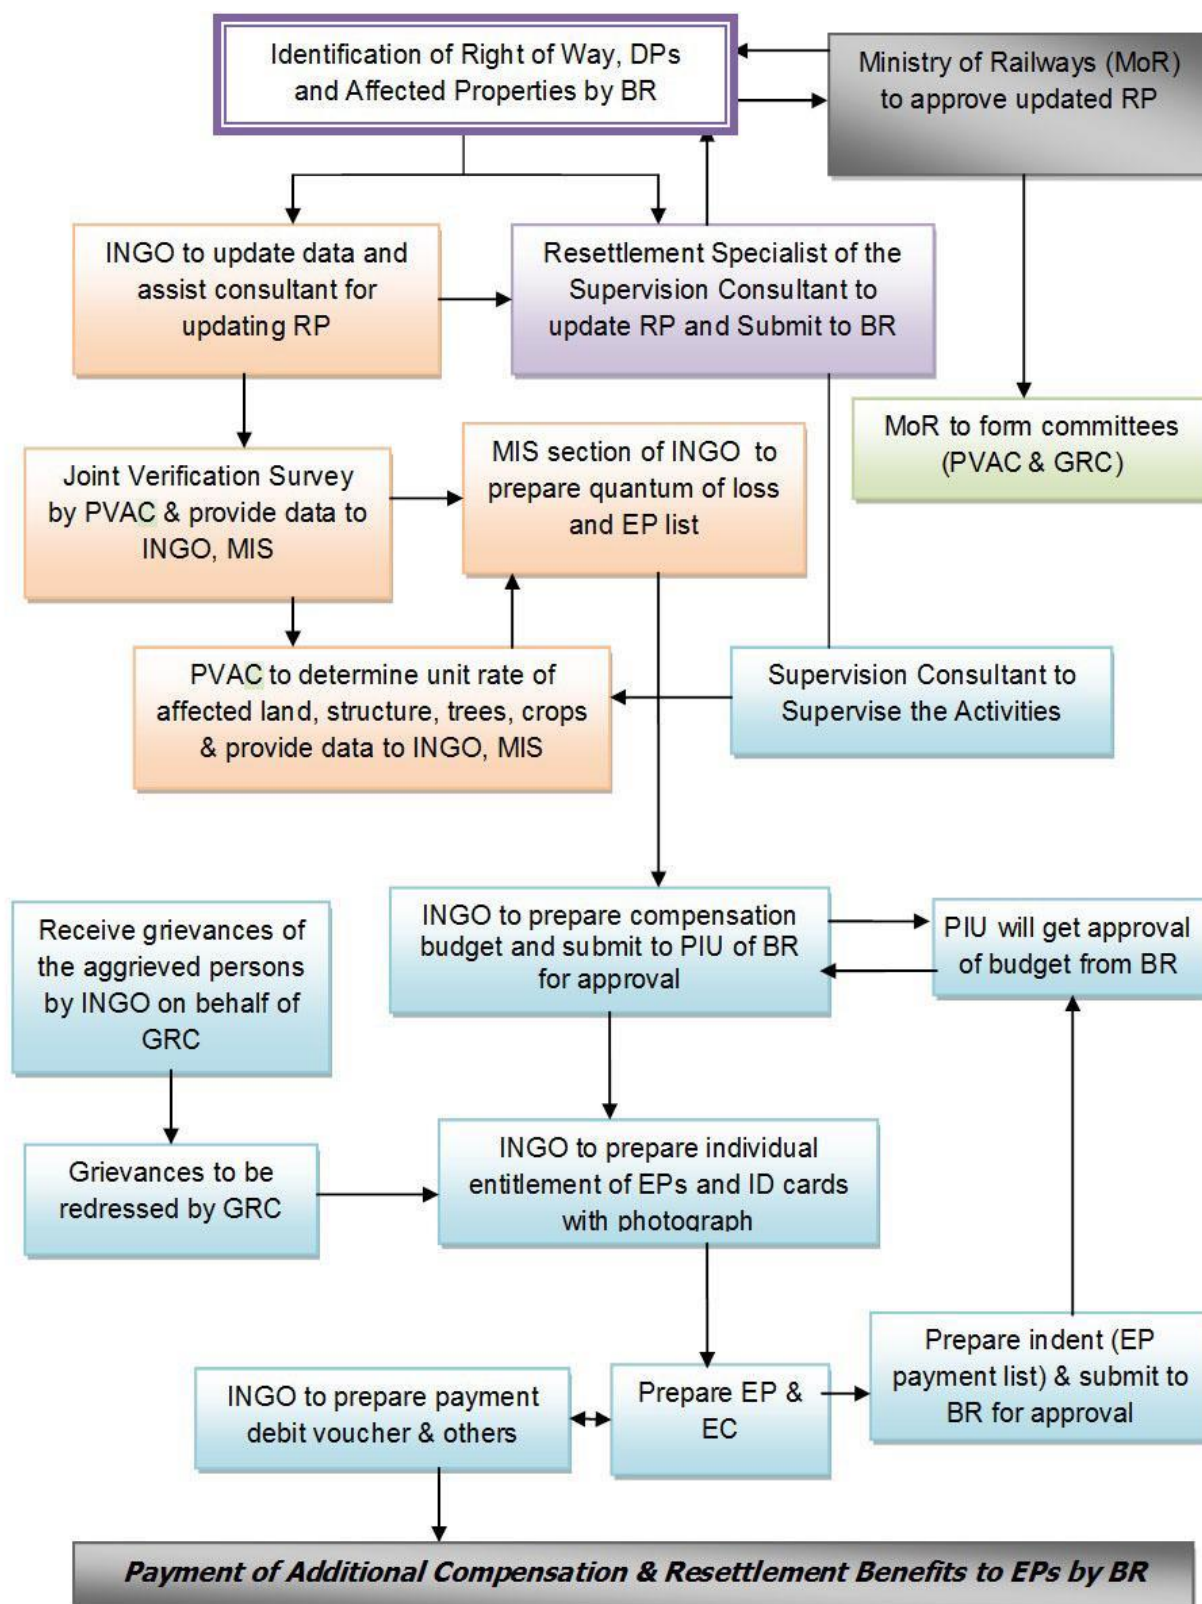 Identification of Right of Way, DPs
and Affected Properties by BR
Ministry of Railways (MoR)
to approve updated RP
INGO to update data and
assist consultant for
updating RP
Resettlement Specialist of the
Supervision Consultant to
update RP and Submit to BR
MoR to form committees
(PVAC & GRC)
Joint Verification Survey
by PVAC & provide data to
INGO, MIS
MIS section of INGO to
prepare quantum of loss
and EP list
PVAC to determine unit rate of
affected land, structure, trees, crops
& provide data to INGO, MIS
Supervision Consultant to
Supervise the Activities
Receive grievances of
the aggrieved persons
by INGO on behalf of
GRC
INGO to prepare compensation
budget and submit to PIU of BR
for approval
PIU will get approval
of budget from BR
Grievances to be
redressed by GRC
INGO to prepare individual
entitlement of EPs and ID cards
with photograph
Prepare indent (EP
payment list) & submit to
BR for approval
INGO to prepare payment
debit voucher & others
Prepare EP &
EC
Payment of Additional Compensation & Resettlement Benefits to EPs by BR